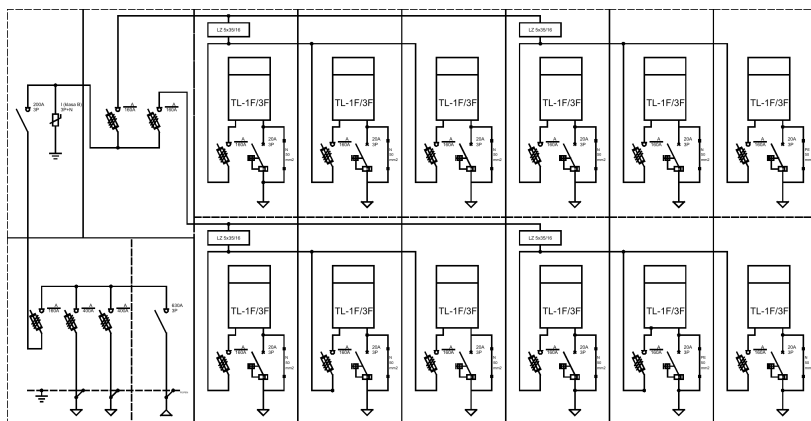 LZ 5x35/16
LZ 5x35/16
TL-1F/3F
TL-1F/3F
TL-1F/3F
TL-1F/3F
TL-1F/3F
TL-1F/3F
200A
3P
I (klasa B)
3P+N
A
160A
A
160A
A
160A
20A
3P
A
160A
20A
3P
A
160A
20A
3P
A
160A
20A
3P
A
160A
20A
3P
A
160A
20A
3P
LZ 5x35/16
LZ 5x35/16
TL-1F/3F
TL-1F/3F
TL-1F/3F
TL-1F/3F
TL-1F/3F
TL-1F/3F
A
160A
A
400A
A
400A
630A
3P
A
160A
20A
3P
A
160A
20A
3P
A
160A
20A
3P
A
160A
20A
3P
A
160A
20A
3P
A
160A
20A
3P